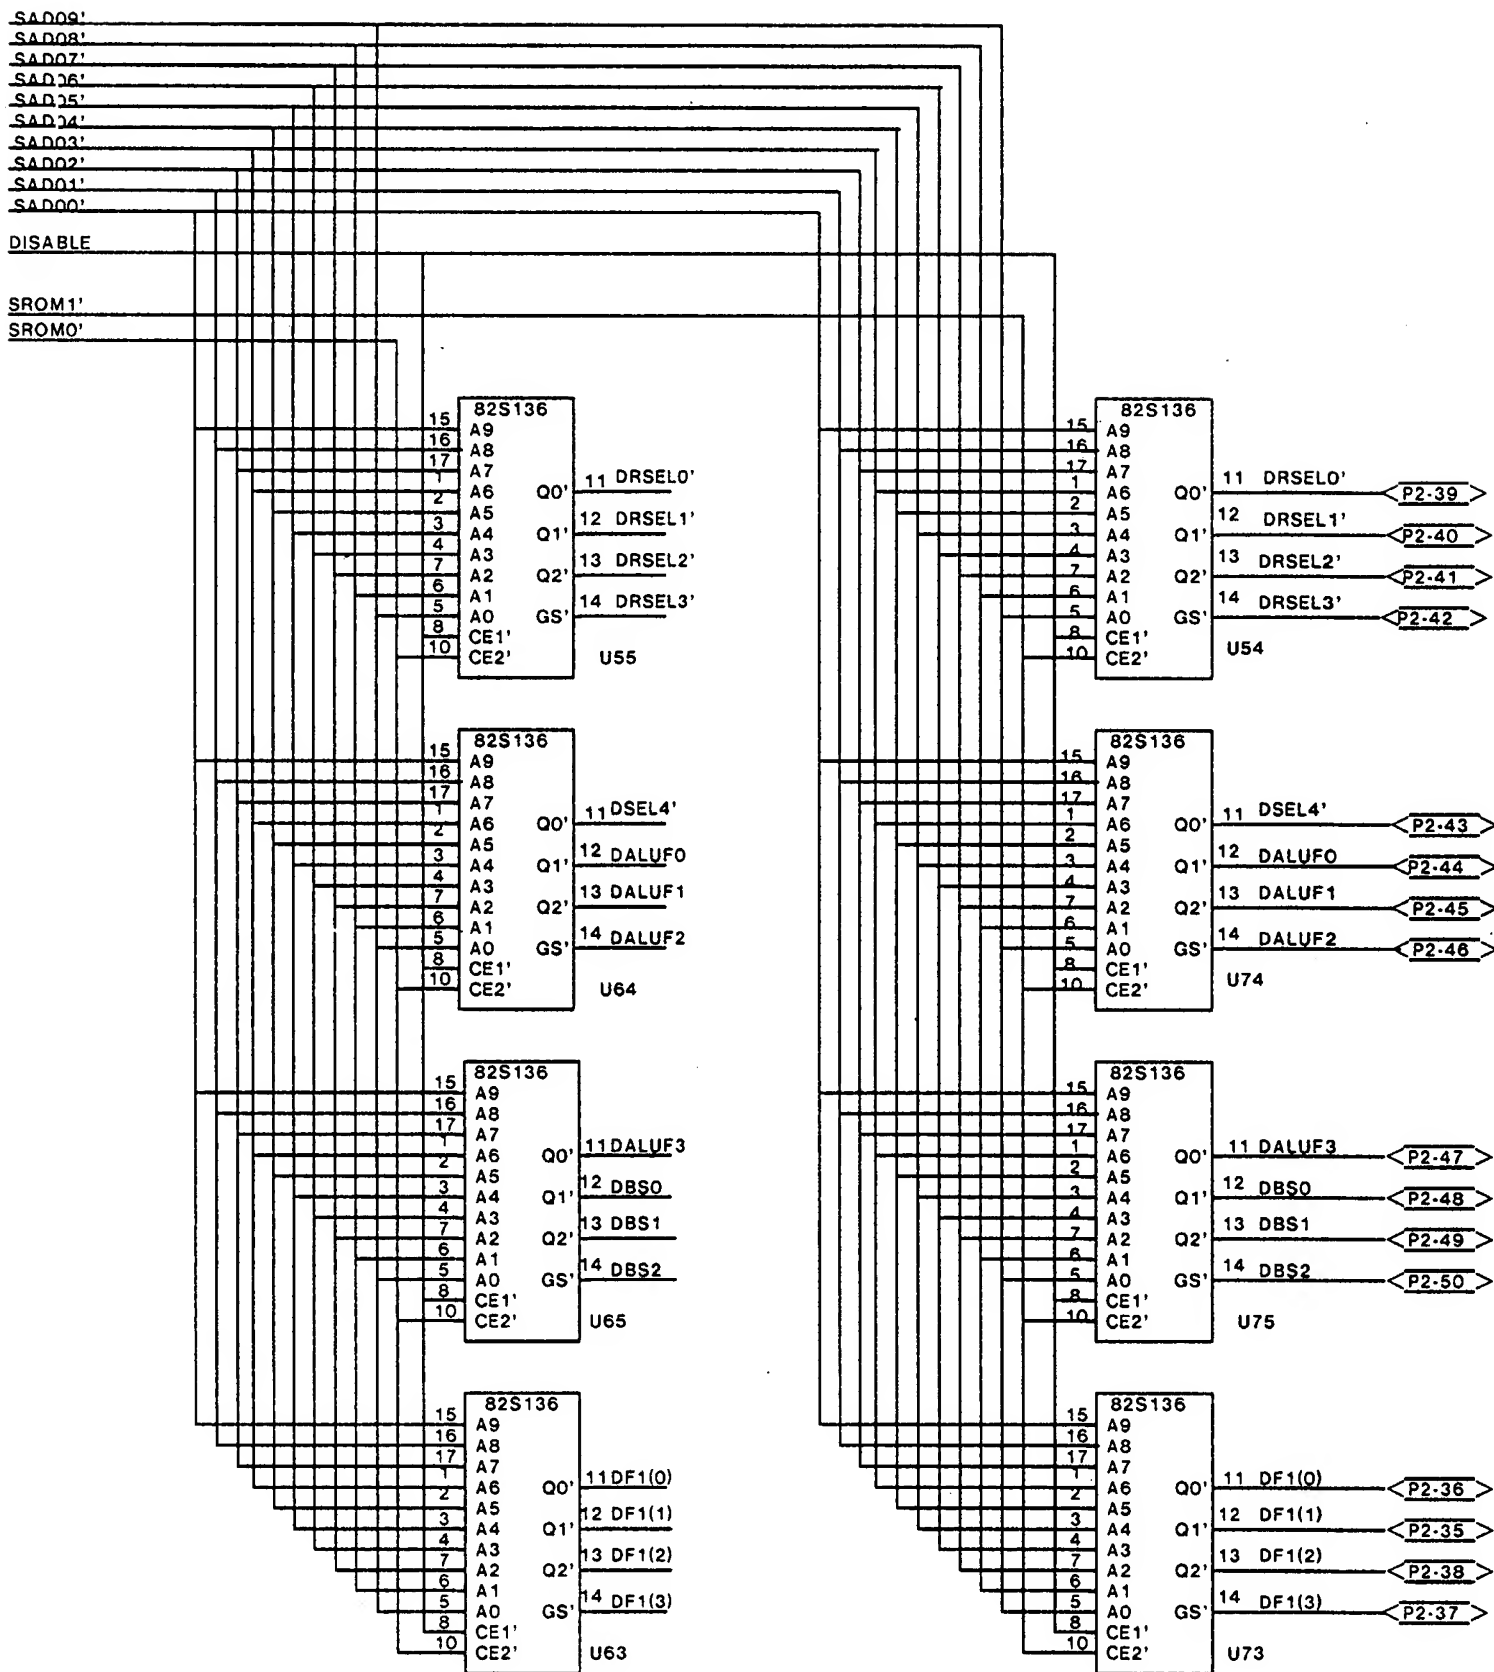 SAD09'
SAD08'
SAD07'
SAD06'
SAD05'
SAD04'
SAD03'
SAD02'
SAD01'
SAD00'
DISABLE
SROM1'
SROM0'
82S136
15 A9
16 A8
17 A7
1 A6 Q0' 11 DRSEL0'
2 A5
3 A4 Q1' 12 DRSEL1'
4 A3
7 A2 Q2' 13 DRSEL2'
6 A1
5 A0 GS' 14 DRSEL3'
8 CE1'
10 CE2' U55
82S136
15 A9
16 A8
17 A7
1 A6 Q0' 11 DRSEL0' P2-39
2 A5
3 A4 Q1' 12 DRSEL1' P2-40
4 A3
7 A2 Q2' 13 DRSEL2' P2-41
6 A1
5 A0 GS' 14 DRSEL3' P2-42
8 CE1' U54
10 CE2'
82S136
15 A9
16 A8
17 A7
1 A6 Q0' 11 DSEL4'
2 A5
3 A4 Q1' 12 DALUF0
4 A3
7 A2 Q2' 13 DALUF1
6 A1
5 A0 GS' 14 DALUF2
8 CE1'
10 CE2' U64
82S136
15 A9
16 A8
17 A7
1 A6 Q0' 11 DSEL4' P2-43
2 A5
3 A4 Q1' 12 DALUF0 P2-44
4 A3
7 A2 Q2' 13 DALUF1 P2-45
6 A1
5 A0 GS' 14 DALUF2 P2-46
8 CE1'
10 CE2' U74
82S136
15 A9
16 A8
17 A7
1 A6 Q0' 11 DALUF3
2 A5
3 A4 Q1' 12 DBS0
4 A3
7 A2 Q2' 13 DBS1
6 A1
5 A0 GS' 14 DBS2
8 CE1'
10 CE2' U65
82S136
15 A9
16 A8
17 A7
1 A6 Q0' 11 DALUF3 P2-47
2 A5
3 A4 Q1' 12 DBS0 P2-48
4 A3
7 A2 Q2' 13 DBS1 P2-49
6 A1
5 A0 GS' 14 DBS2 P2-50
8 CE1'
10 CE2' U75
82S136
15 A9
16 A8
17 A7
1 A6 Q0' 11 DF1(0)
2 A5
3 A4 Q1' 12 DF1(1)
4 A3
7 A2 Q2' 13 DF1(2)
6 A1
5 A0 GS' 14 DF1(3)
8 CE1'
10 CE2' U63
82S136
15 A9
16 A8
17 A7
1 A6 Q0' 11 DF1(0) P2-36
2 A5
3 A4 Q1' 12 DF1(1) P2-35
4 A3
7 A2 Q2' 13 DF1(2) P2-38
6 A1
5 A0 GS' 14 DF1(3) P2-37
8 CE1'
10 CE2' U73